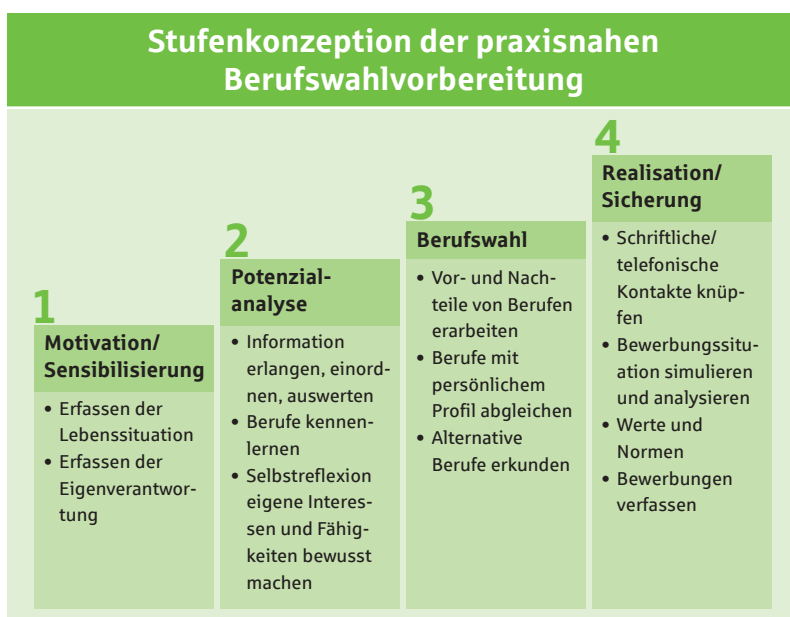 Stufenkonzeption der praxisnahen
Berufswahlvorbereitung
1
Motivation/
Sensibilisierung
• Erfassen der
Lebenssituation
• Erfassen der
Eigenverantwor-
tung
2
Potenzial-
analyse
• Information
erlangen, einord-
nen, auswerten
• Berufe kennen-
lernen
• Selbstreflexion
eigene Interes-
sen und Fähig-
keiten bewusst
machen
3
Berufswahl
• Vor- und Nach-
teile von Berufen
erarbeiten
• Berufe mit
persönlichem
Profil abgleichen
• Alternative
Berufe erkunden
4
Realisation/
Sicherung
• Schriftliche/
telefonische
Kontakte knüp-
fen
• Bewerbungssitu-
ation simulieren
und analysieren
• Werte und
Normen
• Bewerbungen
verfassen